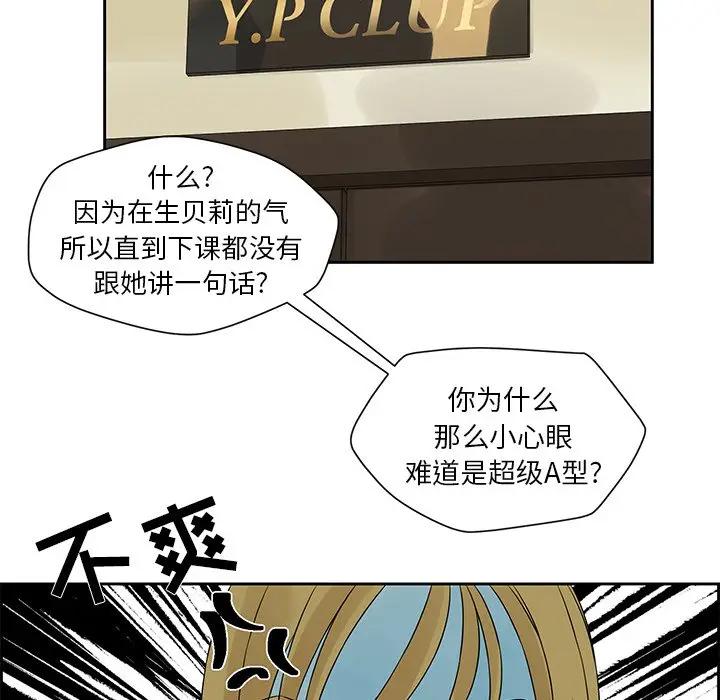 Y.P CLUP
什么?
因为在生贝莉的气
所以直到下课都没有
跟她讲一句话?
你为什么
那么小心眼
难道是超级A型?
不爽